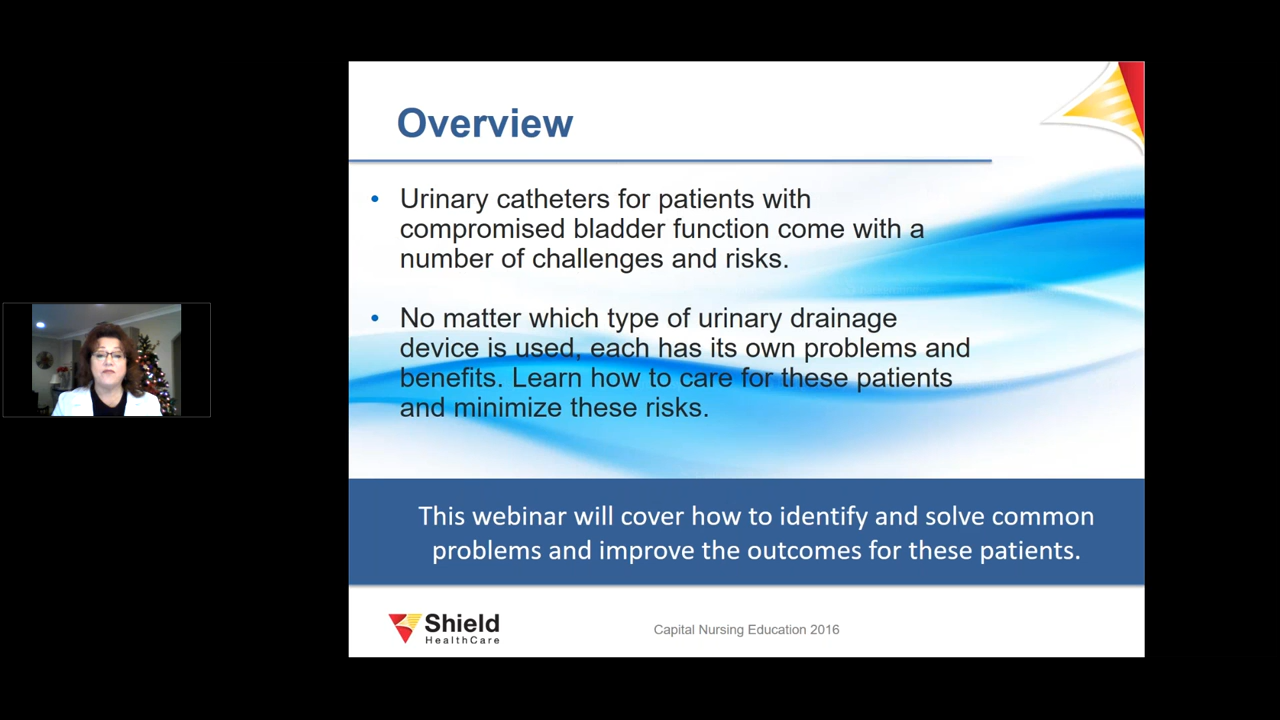 Overview
• Urinary catheters for patients with
compromised bladder function come with a
number of challenges and risks.
• No matter which type of urinary drainage
device is used, each has its own problems and
benefits. Learn how to care for these patients
and minimize these risks.
This webinar will cover how to identify and solve common
problems and improve the outcomes for these patients.
Shield
HealthCare
Capital Nursing Education 2016